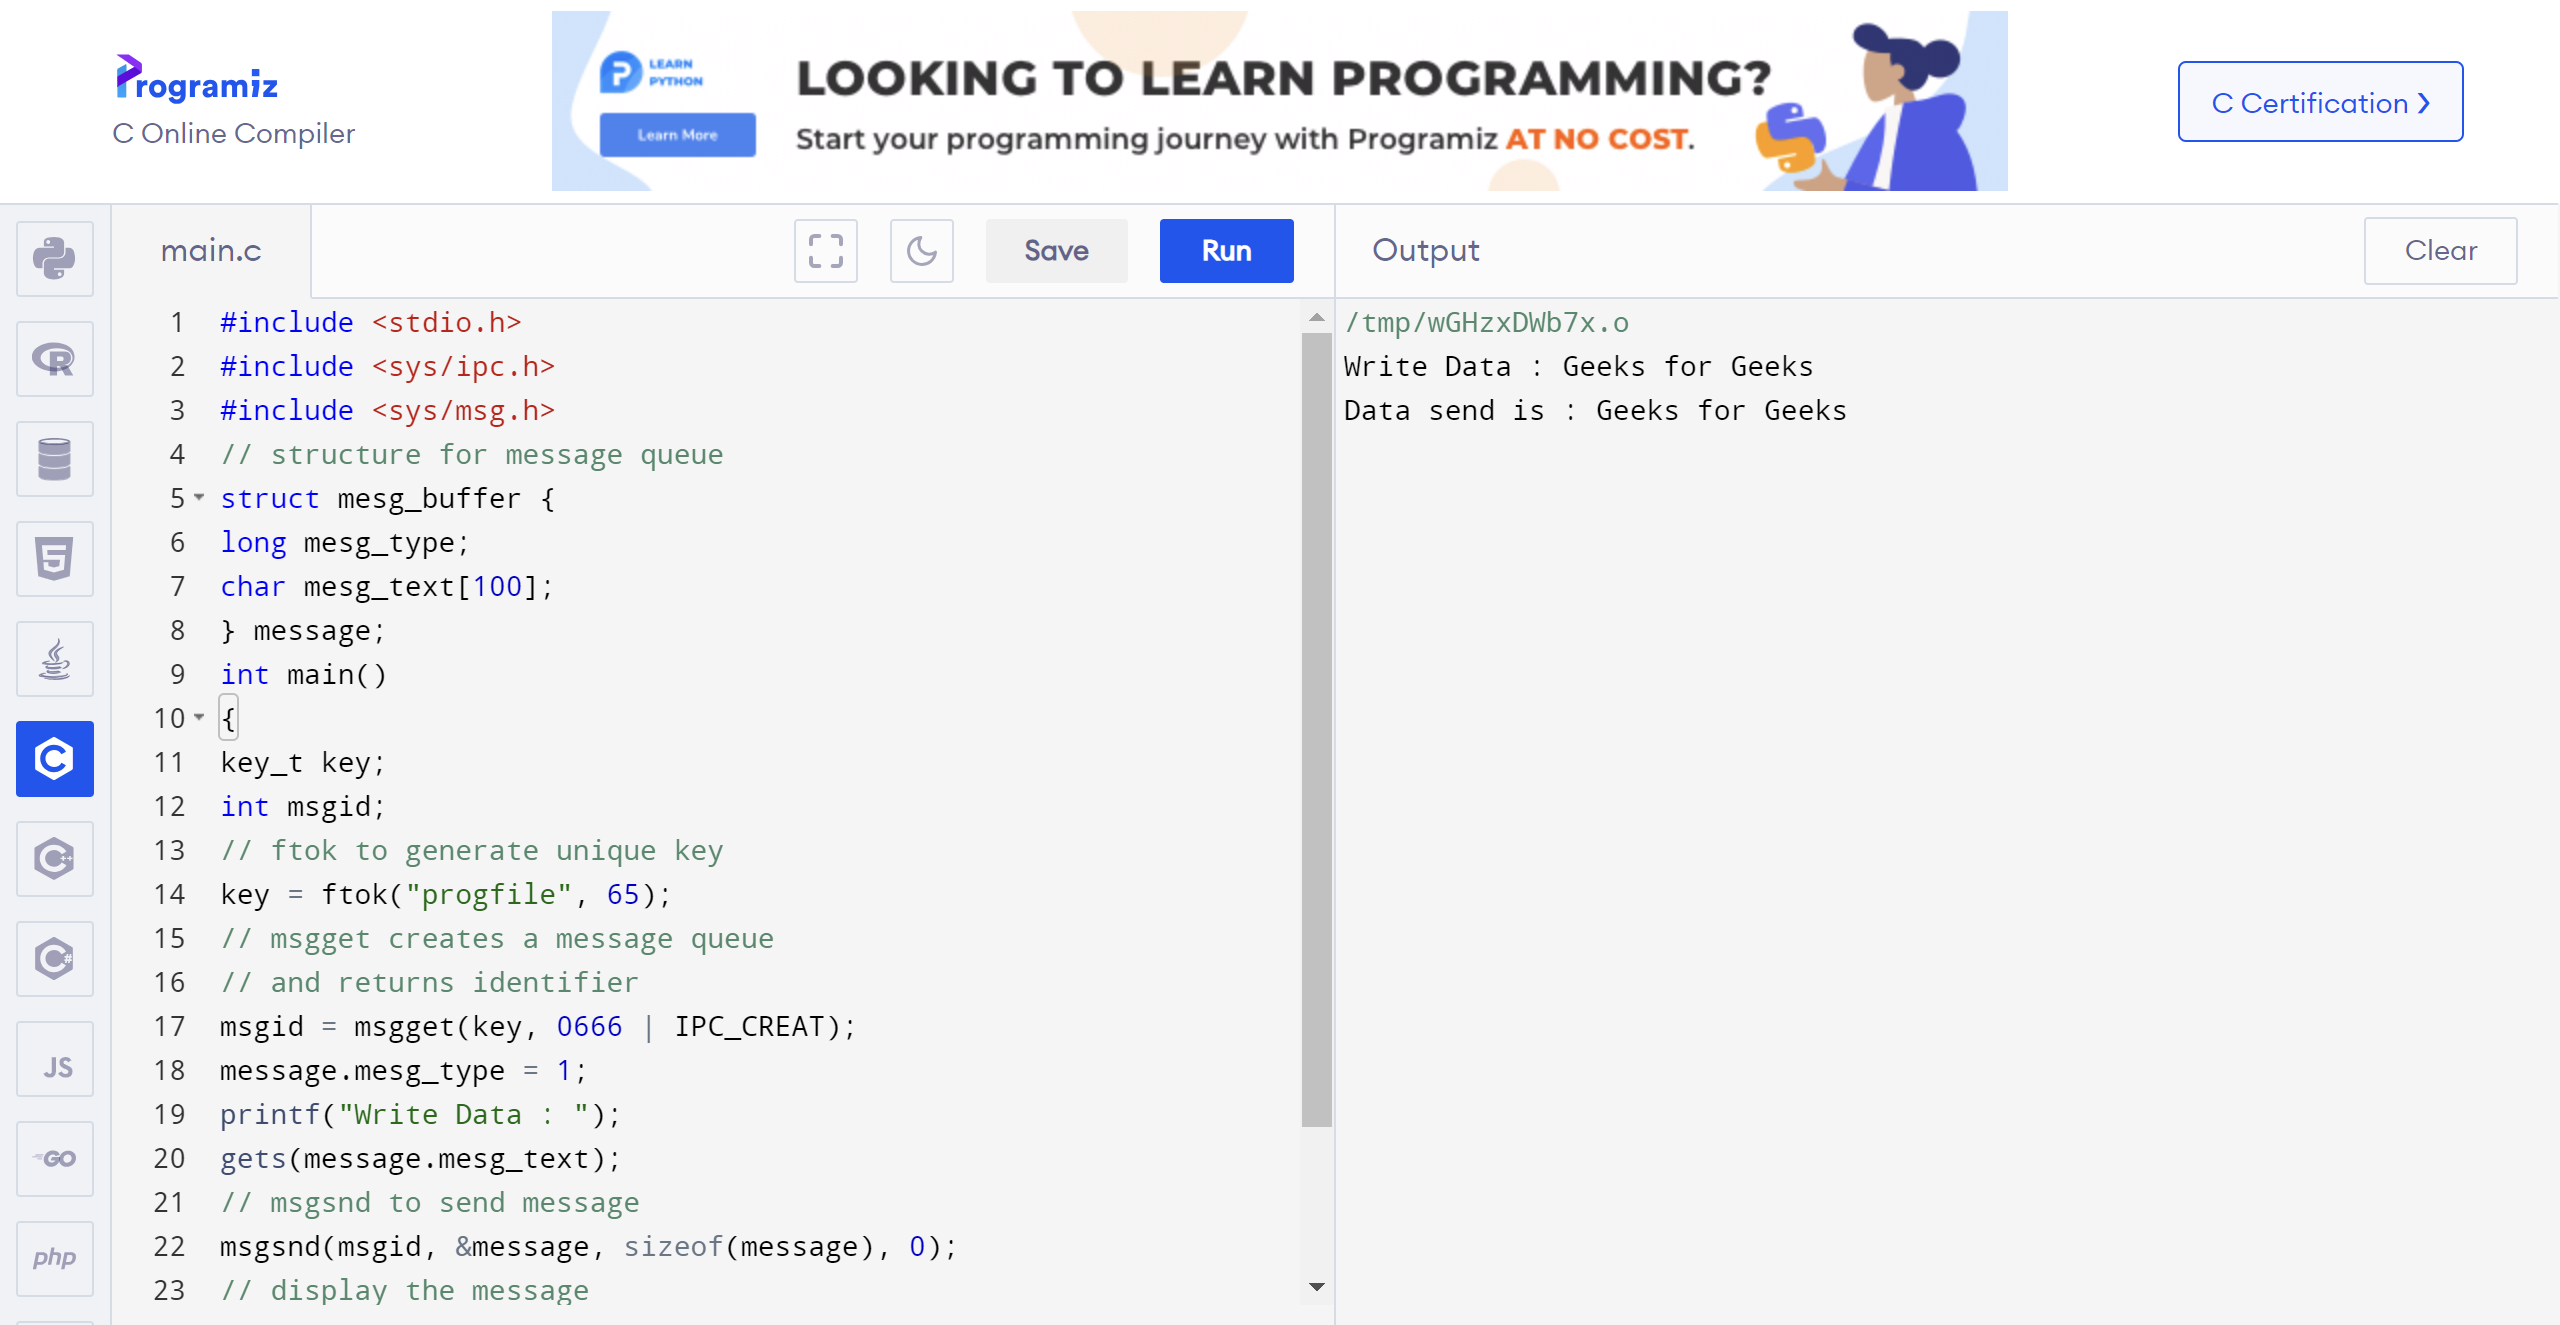 Programiz
C Online Compiler
LEARN
PYTHON
Learn More
LOOKING TO LEARN PROGRAMMING?
Start your programming journey with Programiz AT NO COST.
C Certification ❯
main.c
Save
Run
Output
Clear
1 #include <stdio.h>
2 #include <sys/ipc.h>
3 #include <sys/msg.h>
4 // structure for message queue
5 struct mesg_buffer {
6 long mesg_type;
7 char mesg_text[100];
8 } message;
9 int main()
10 {
11 key_t key;
12 int msgid;
13 // ftok to generate unique key
14 key = ftok("progfile", 65);
15 // msgget creates a message queue
16 // and returns identifier
17 msgid = msgget(key, 0666 | IPC_CREAT);
18 message.mesg_type = 1;
19 printf("Write Data : ");
20 gets(message.mesg_text);
21 // msgsnd to send message
22 msgsnd(msgid, &message, sizeof(message), 0);
23 // display the message
/tmp/wGHzxDWb7x.o
Write Data : Geeks for Geeks
Data send is : Geeks for Geeks
R
5
C
C++
C#
JS
GO
php